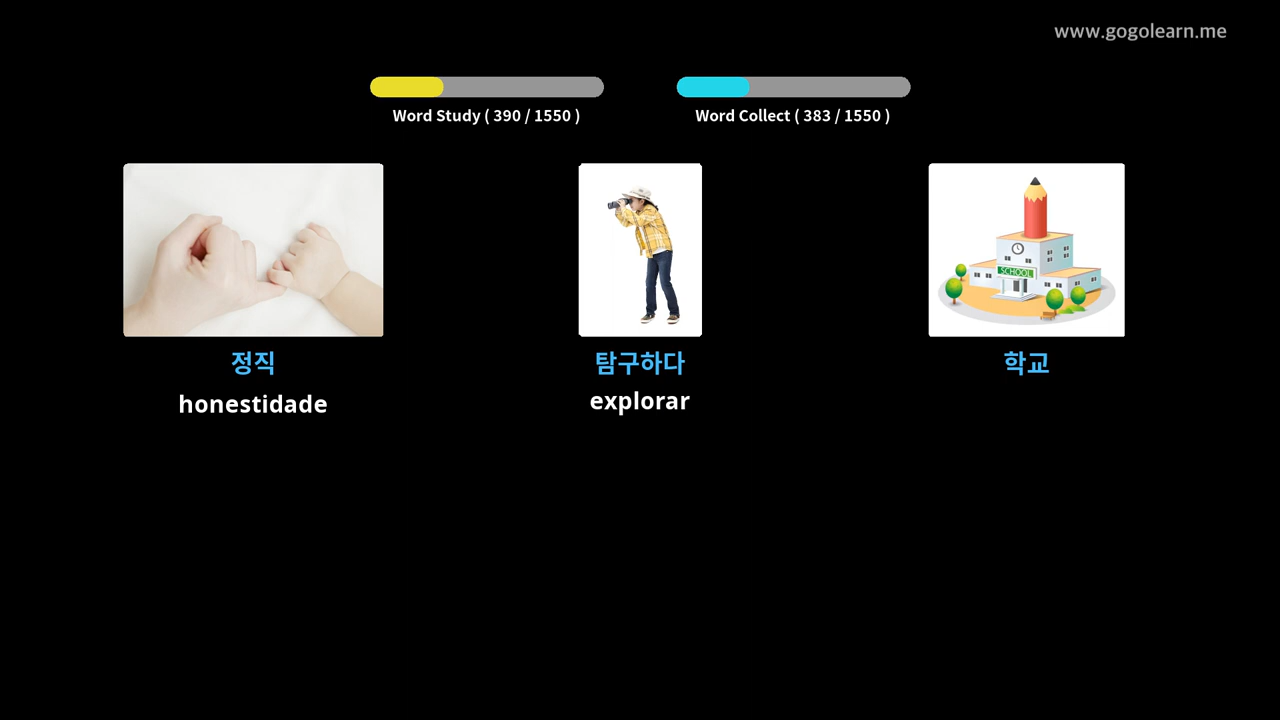 www.gogolearn.me
Word Study ( 390 / 1550 )
Word Collect ( 383 / 1550 )
SCHOOL
정직
탐구하다
학교
honestidade
explorar